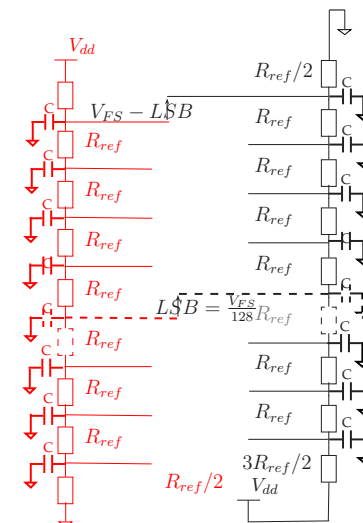 V_{dd}
R_{ref}/2
C
C
V_{FS} − LSB
R_{ref}
R_{ref}
C
C
R_{ref}
R_{ref}
C
C
R_{ref}
R_{ref}
C
C
R_{ref}
R_{ref}
C
C
LSB = \frac{V_{FS}}{128}
R_{ref}
R_{ref}
C
C
R_{ref}
R_{ref}
C
C
R_{ref}
R_{ref}
C
C
3R_{ref}/2
R_{ref}/2
V_{dd}